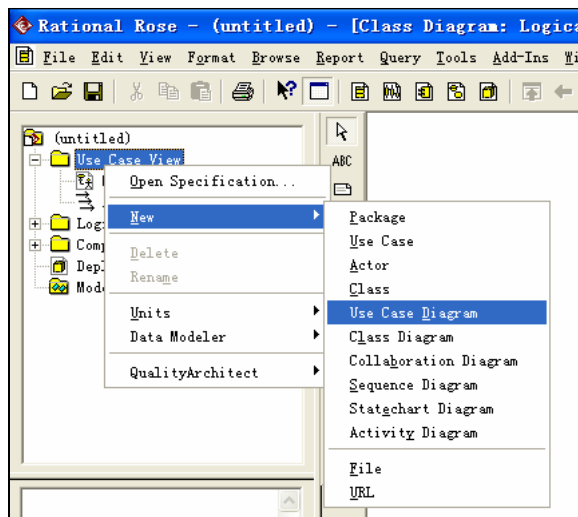 Rational Rose - (untitled) - [Class Diagram: Logica
File Edit View Format Browse Report Query Tools Add-Ins
(untitled)
Use Case View
ABC
Open Specification...
New
Package
Log
Use Case
Comp
Delete
Actor
Depl
Rename
Class
Mode
Units
Use Case Diagram
Data Modeler
Class Diagram
Collaboration Diagram
QualityArchitect
Sequence Diagram
Statechart Diagram
Activity Diagram
File
URL